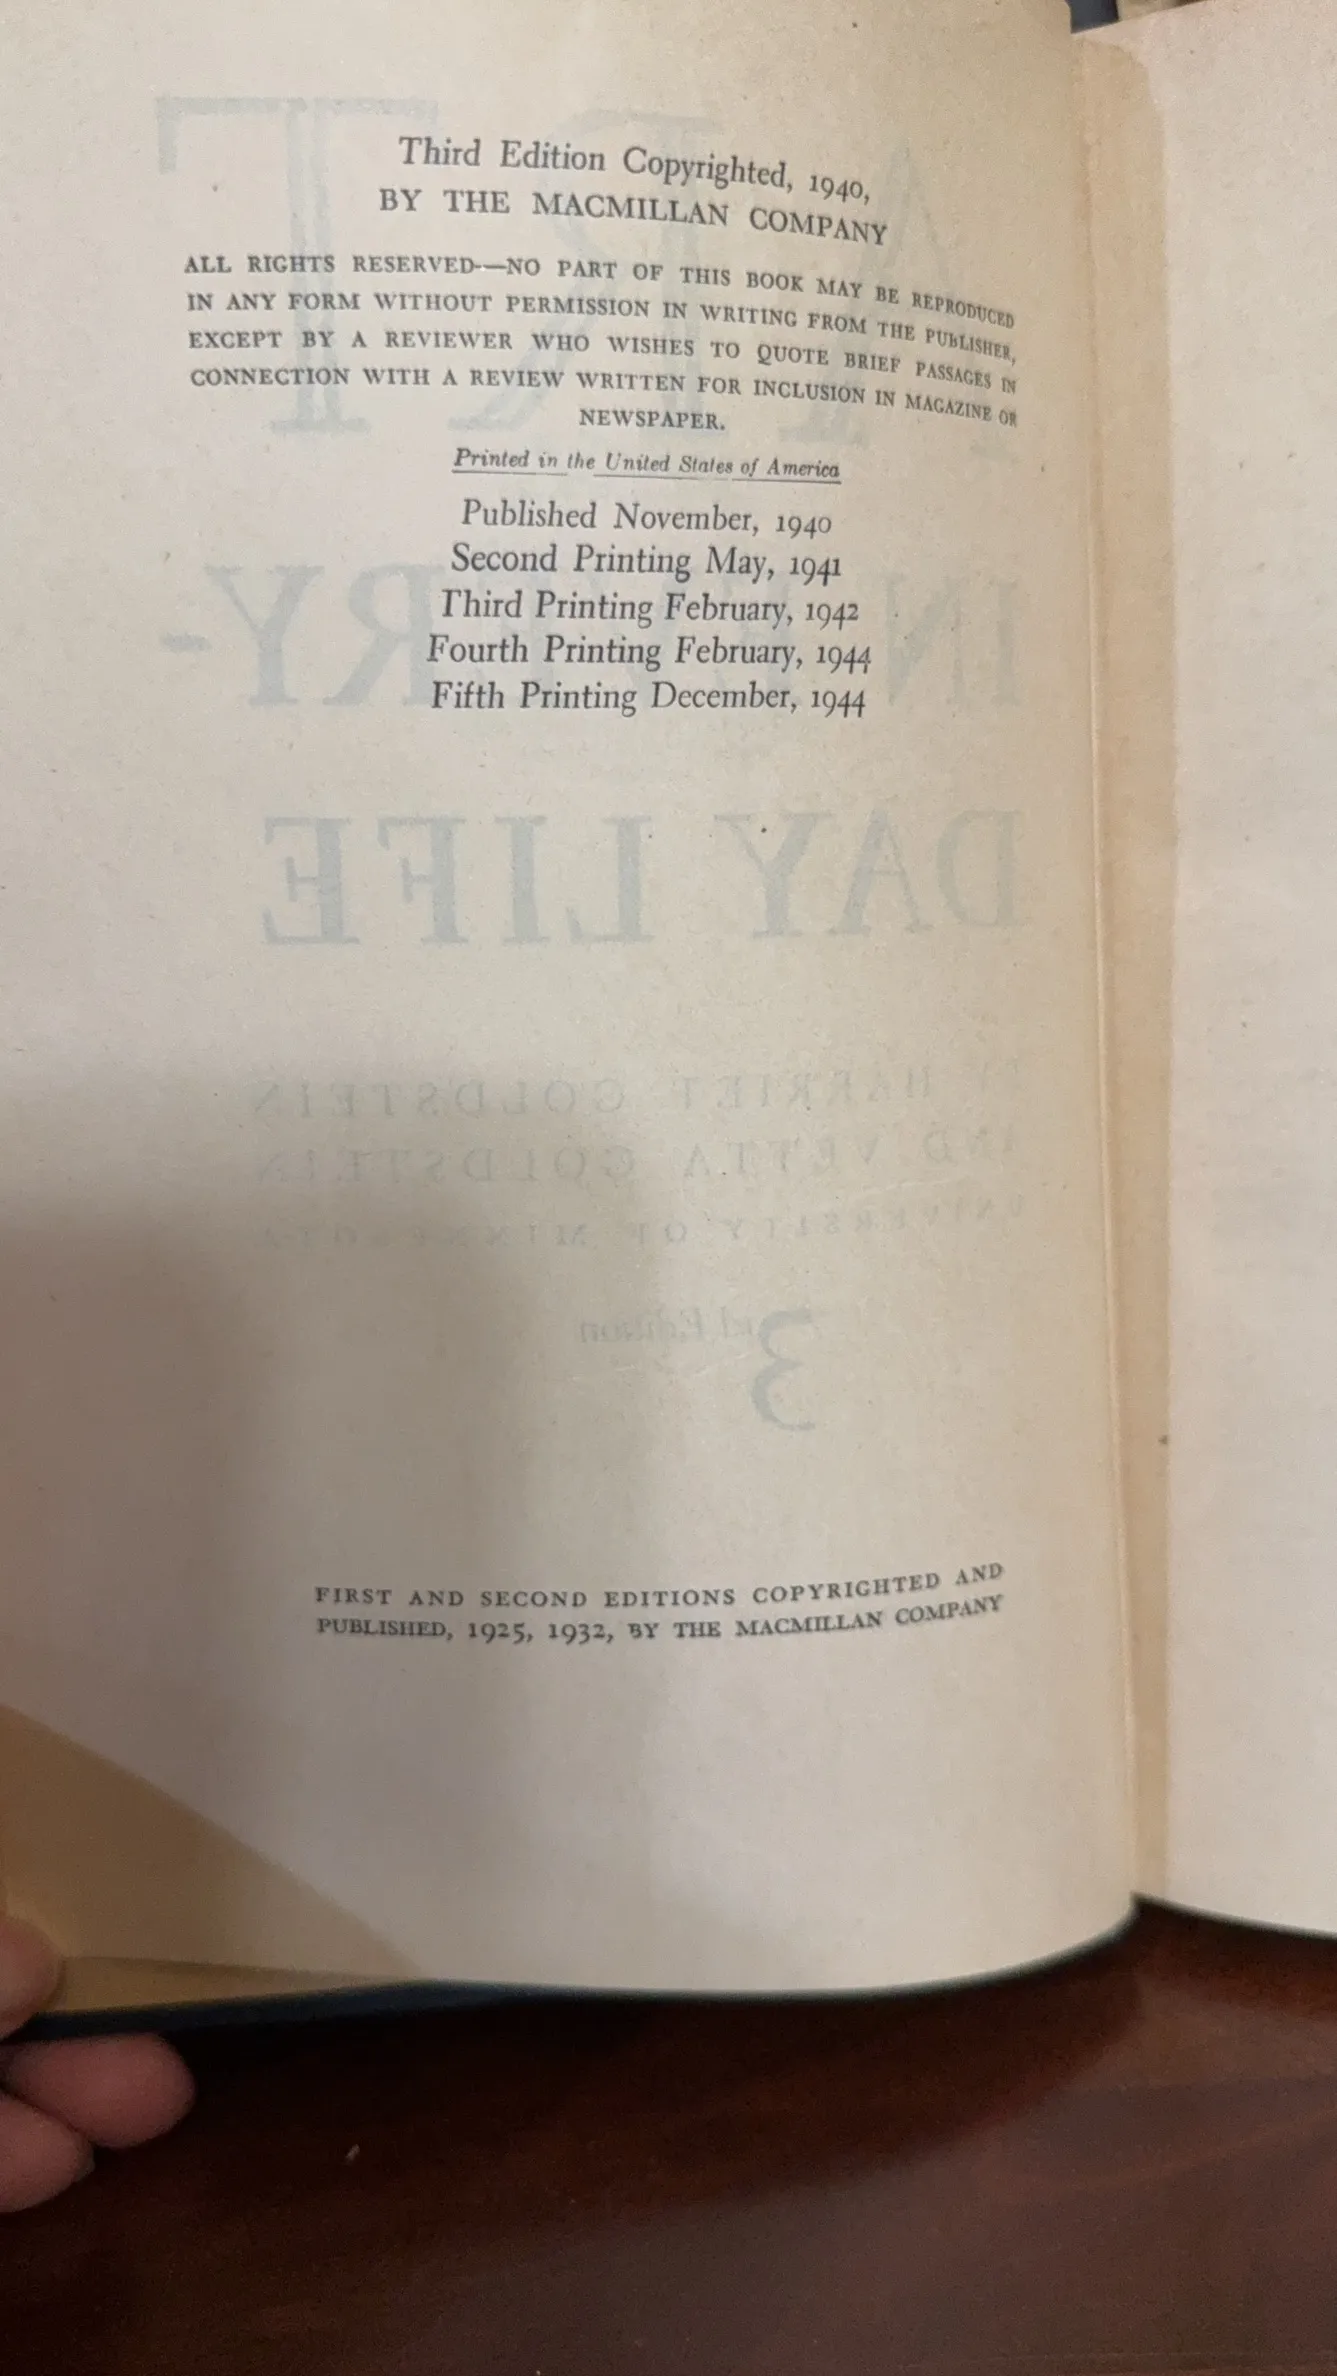 Third Edition Copyrighted, 1940,
BY THE MACMILLAN COMPANY
ALL RIGHTS RESERVED—NO PART OF THIS BOOK MAY BE REPRODUCED
IN ANY FORM WITHOUT PERMISSION IN WRITING FROM THE PUBLISHER,
EXCEPT BY A REVIEWER WHO WISHES TO QUOTE BRIEF PASSAGES IN
CONNECTION WITH A REVIEW WRITTEN FOR INCLUSION IN MAGAZINE OR
NEWSPAPER.
Printed in the United States of America
Published November, 1940
Second Printing May, 1941
Third Printing February, 1942
Fourth Printing February, 1944
Fifth Printing December, 1944
FIRST AND SECOND EDITIONS COPYRIGHTED AND
PUBLISHED, 1925, 1932, BY THE MACMILLAN COMPANY